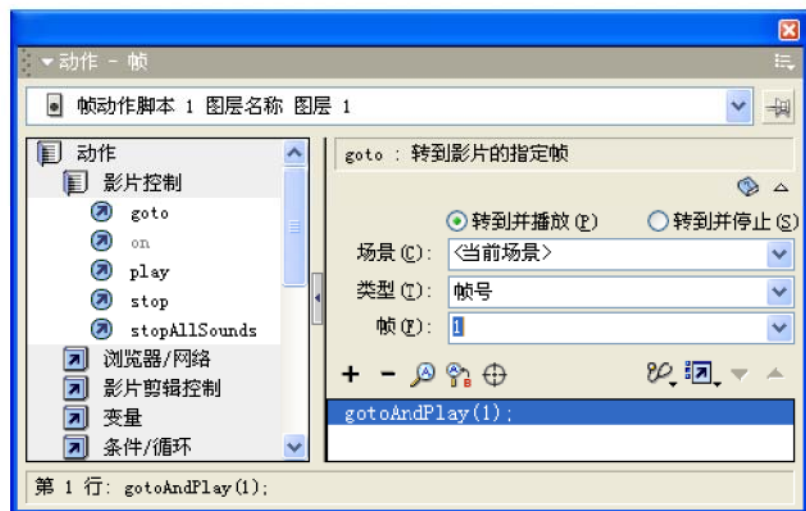 动作 - 帧
帧动作脚本 1 图层名称 图层 1
动作
影片控制
goto
on
play
stop
stopAllSounds
浏览器/网络
影片剪辑控制
变量
条件/循环
goto : 转到影片的指定帧
转到并播放(P) 转到并停止(S)
场景(C): <当前场景>
类型(T): 帧号
帧(F): 1
gotoAndPlay(1);
第 1 行: gotoAndPlay(1);